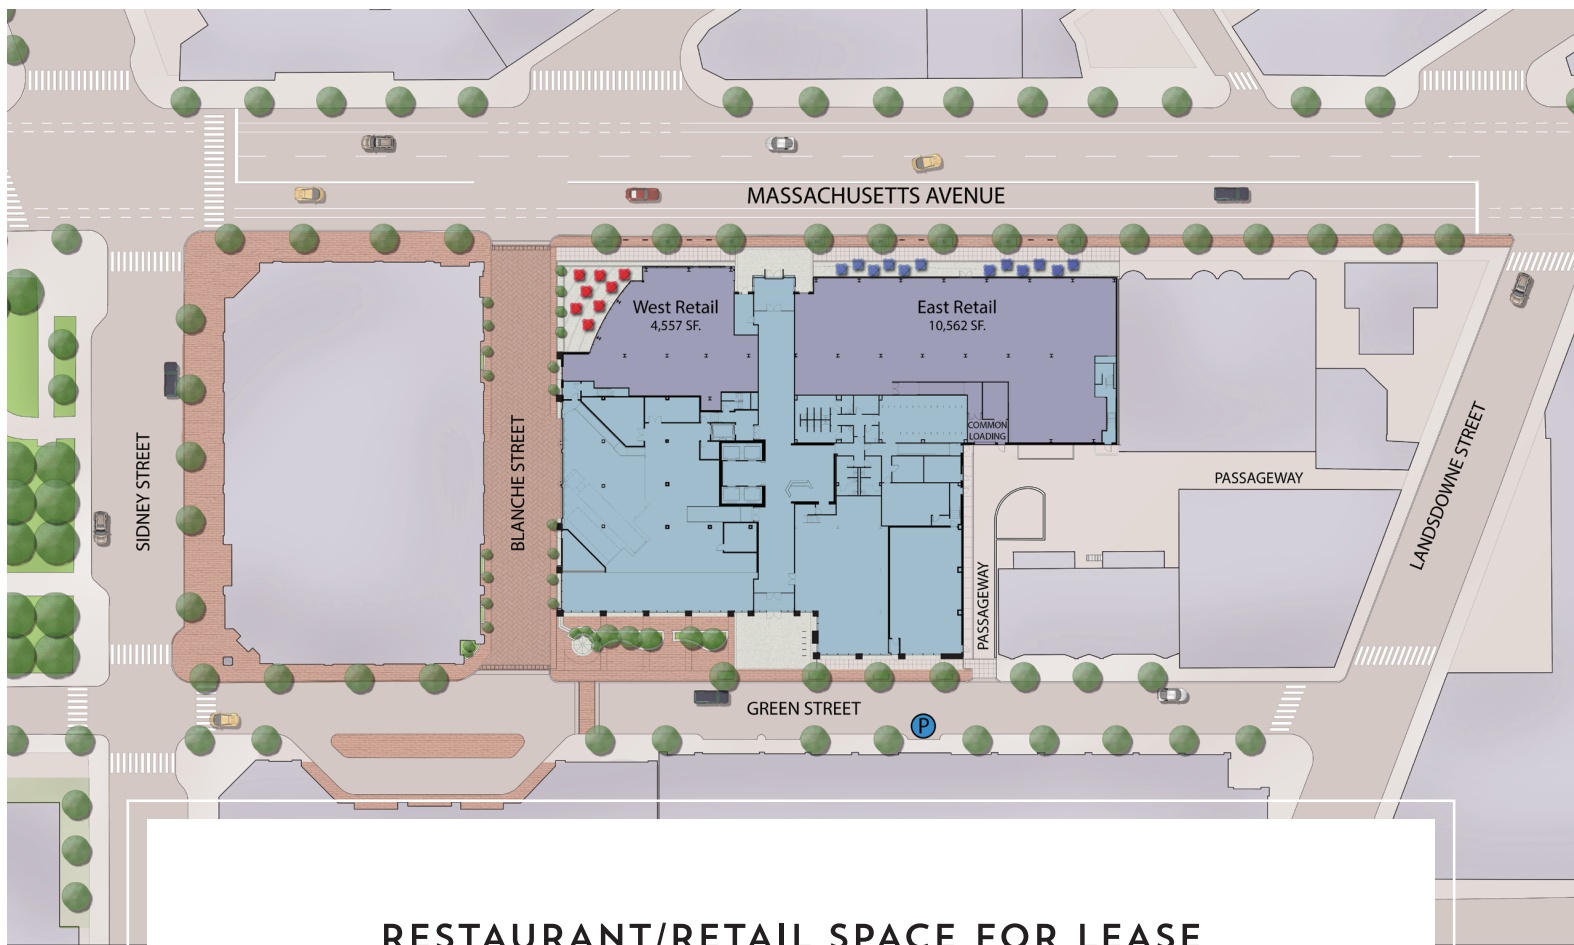 MASSACHUSETTS AVENUE
West Retail
4,557 SF.
East Retail
10,562 SF.
COMMON
LOADING
SIDNEY STREET
BLANCHE STREET
PASSAGEWAY
PASSAGEWAY
LANDSDOWNE STREET
GREEN STREET
P
RESTAURANT/RETAIL SPACE FOR LEASE